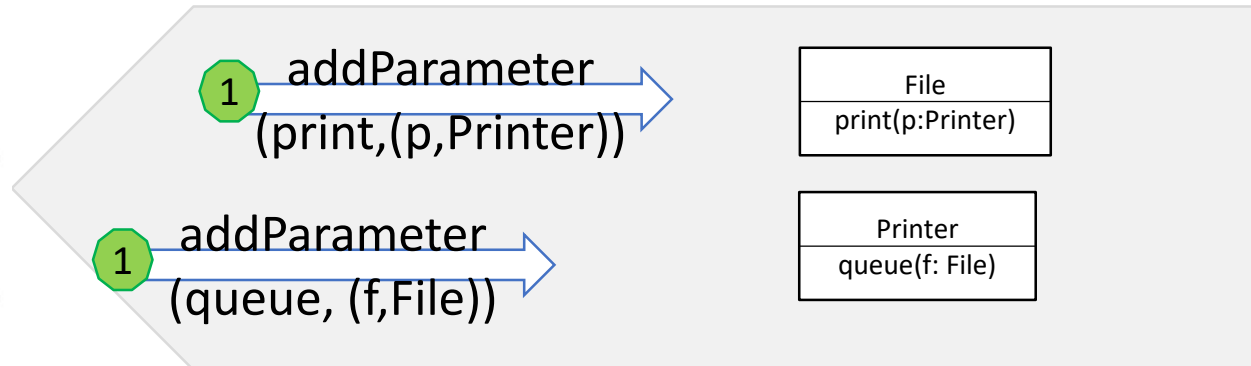 1
addParameter
(print,(p,Printer))
File
print(p:Printer)
1
addParameter
(queue, (f,File))
Printer
queue(f: File)